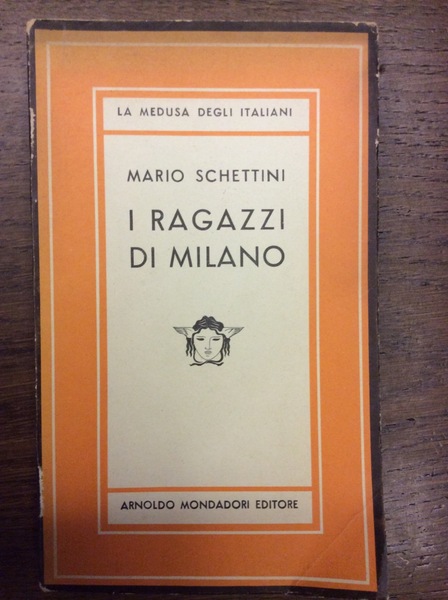 LA MEDUSA DEGLI ITALIANI
MARIO SCHETTINI
I RAGAZZI
DI MILANO
ARNOLDO MONDADORI EDITORE